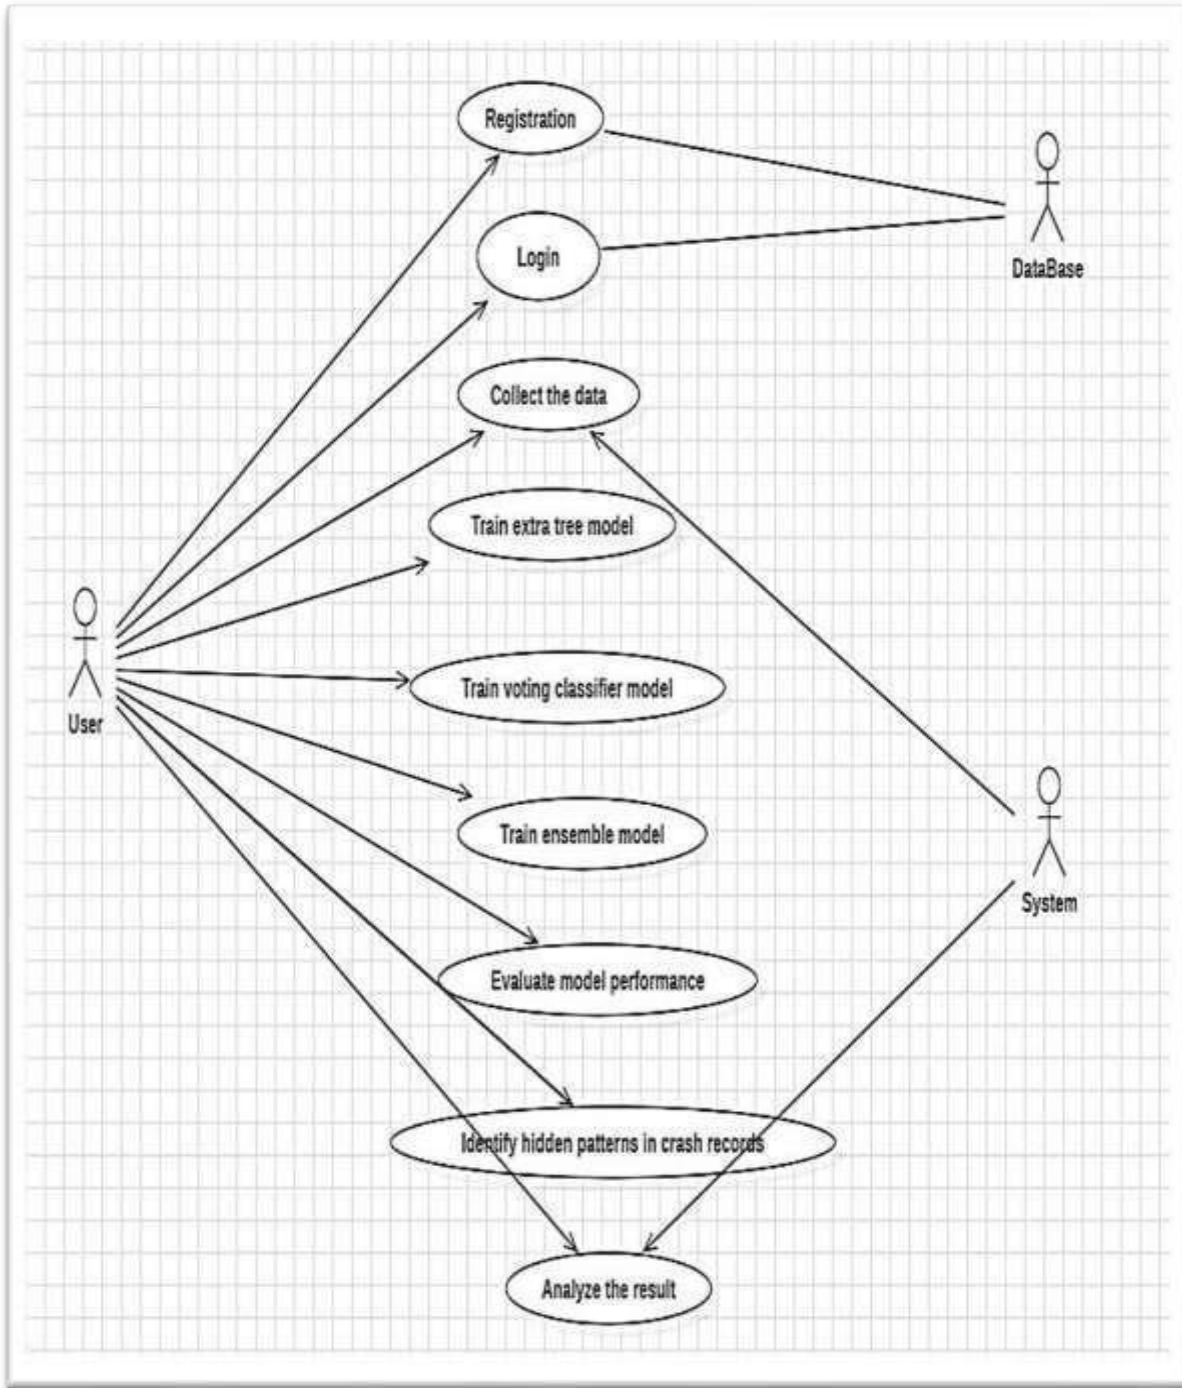 Registration
DataBase
Login
Collect the data
Train extra tree model
User
Train voting classifier model
Train ensemble model
System
Evaluate model performance
Identify hidden patterns in crash records
Analyze the result